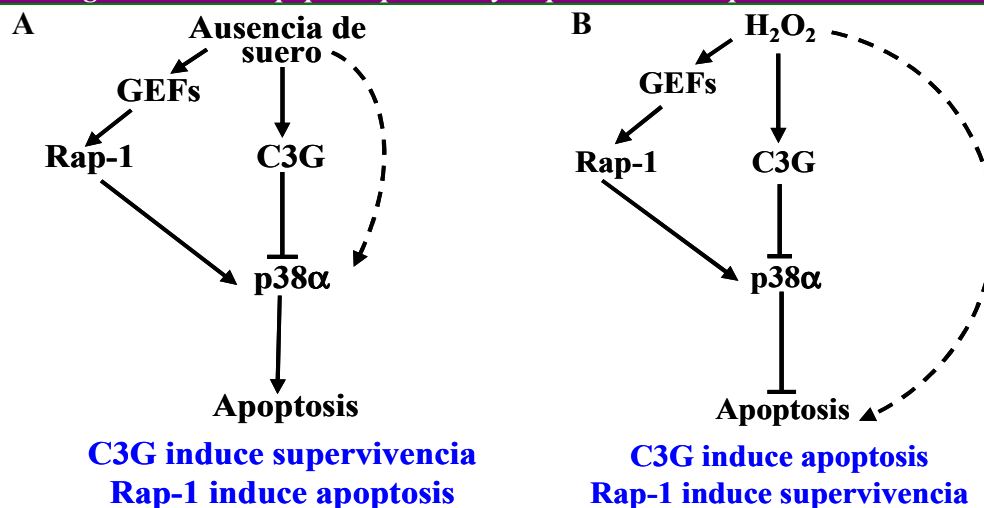 A
Ausencia de
suero
GEFs
Rap-1
C3G
p38α
Apoptosis
C3G induce supervivencia
Rap-1 induce apoptosis
B
H₂O₂
GEFs
Rap-1
C3G
p38α
Apoptosis
C3G induce apoptosis
Rap-1 induce supervivencia